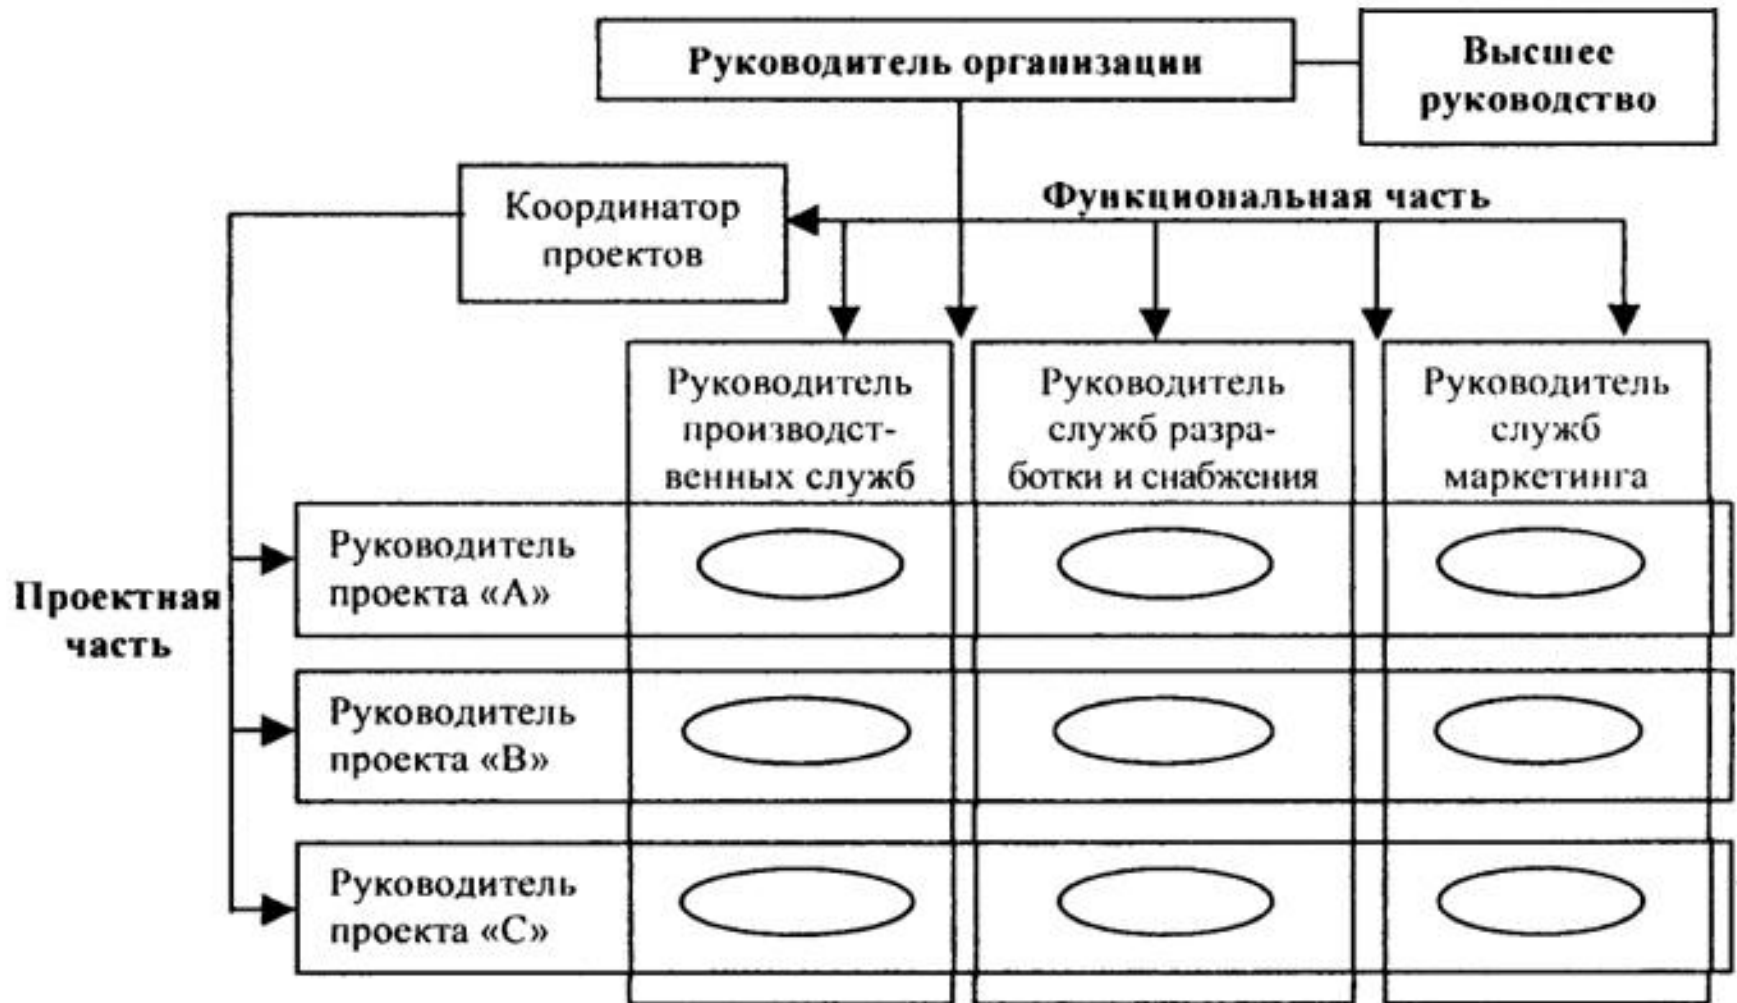 Руководитель организации
Высшее
руководство
Координатор
проектов
Функциональная часть
Руководитель
производст-
венных служб
Руководитель
служб разра-
ботки и снабжения
Руководитель
служб
маркетинга
Проектная
часть
Руководитель
проекта «А»
Руководитель
проекта «В»
Руководитель
проекта «С»